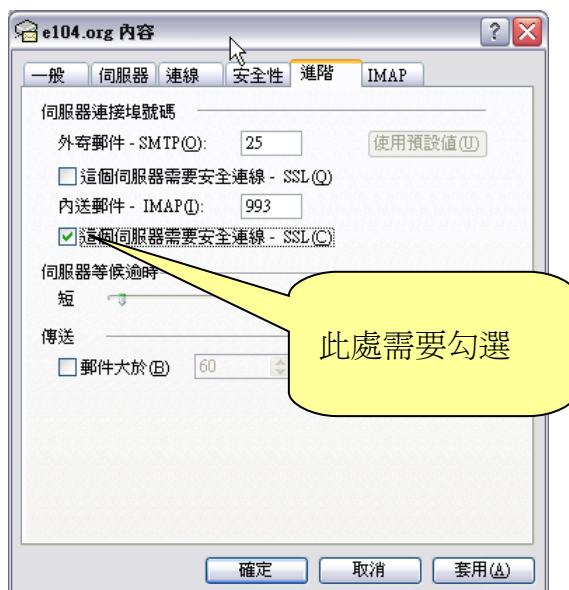 e104.org 內容
一般 伺服器 連線 安全性 進階 IMAP
伺服器連接埠號碼
外寄郵件 - SMTP(O): 25 使用預設值(U)
這個伺服器需要安全連線 - SSL(Q)
內送郵件 - IMAP(I): 993
這個伺服器需要安全連線 - SSL(C)
伺服器等候逾時
短
傳送
郵件大於(B) 60
此處需要勾選
確定 取消 套用(A)